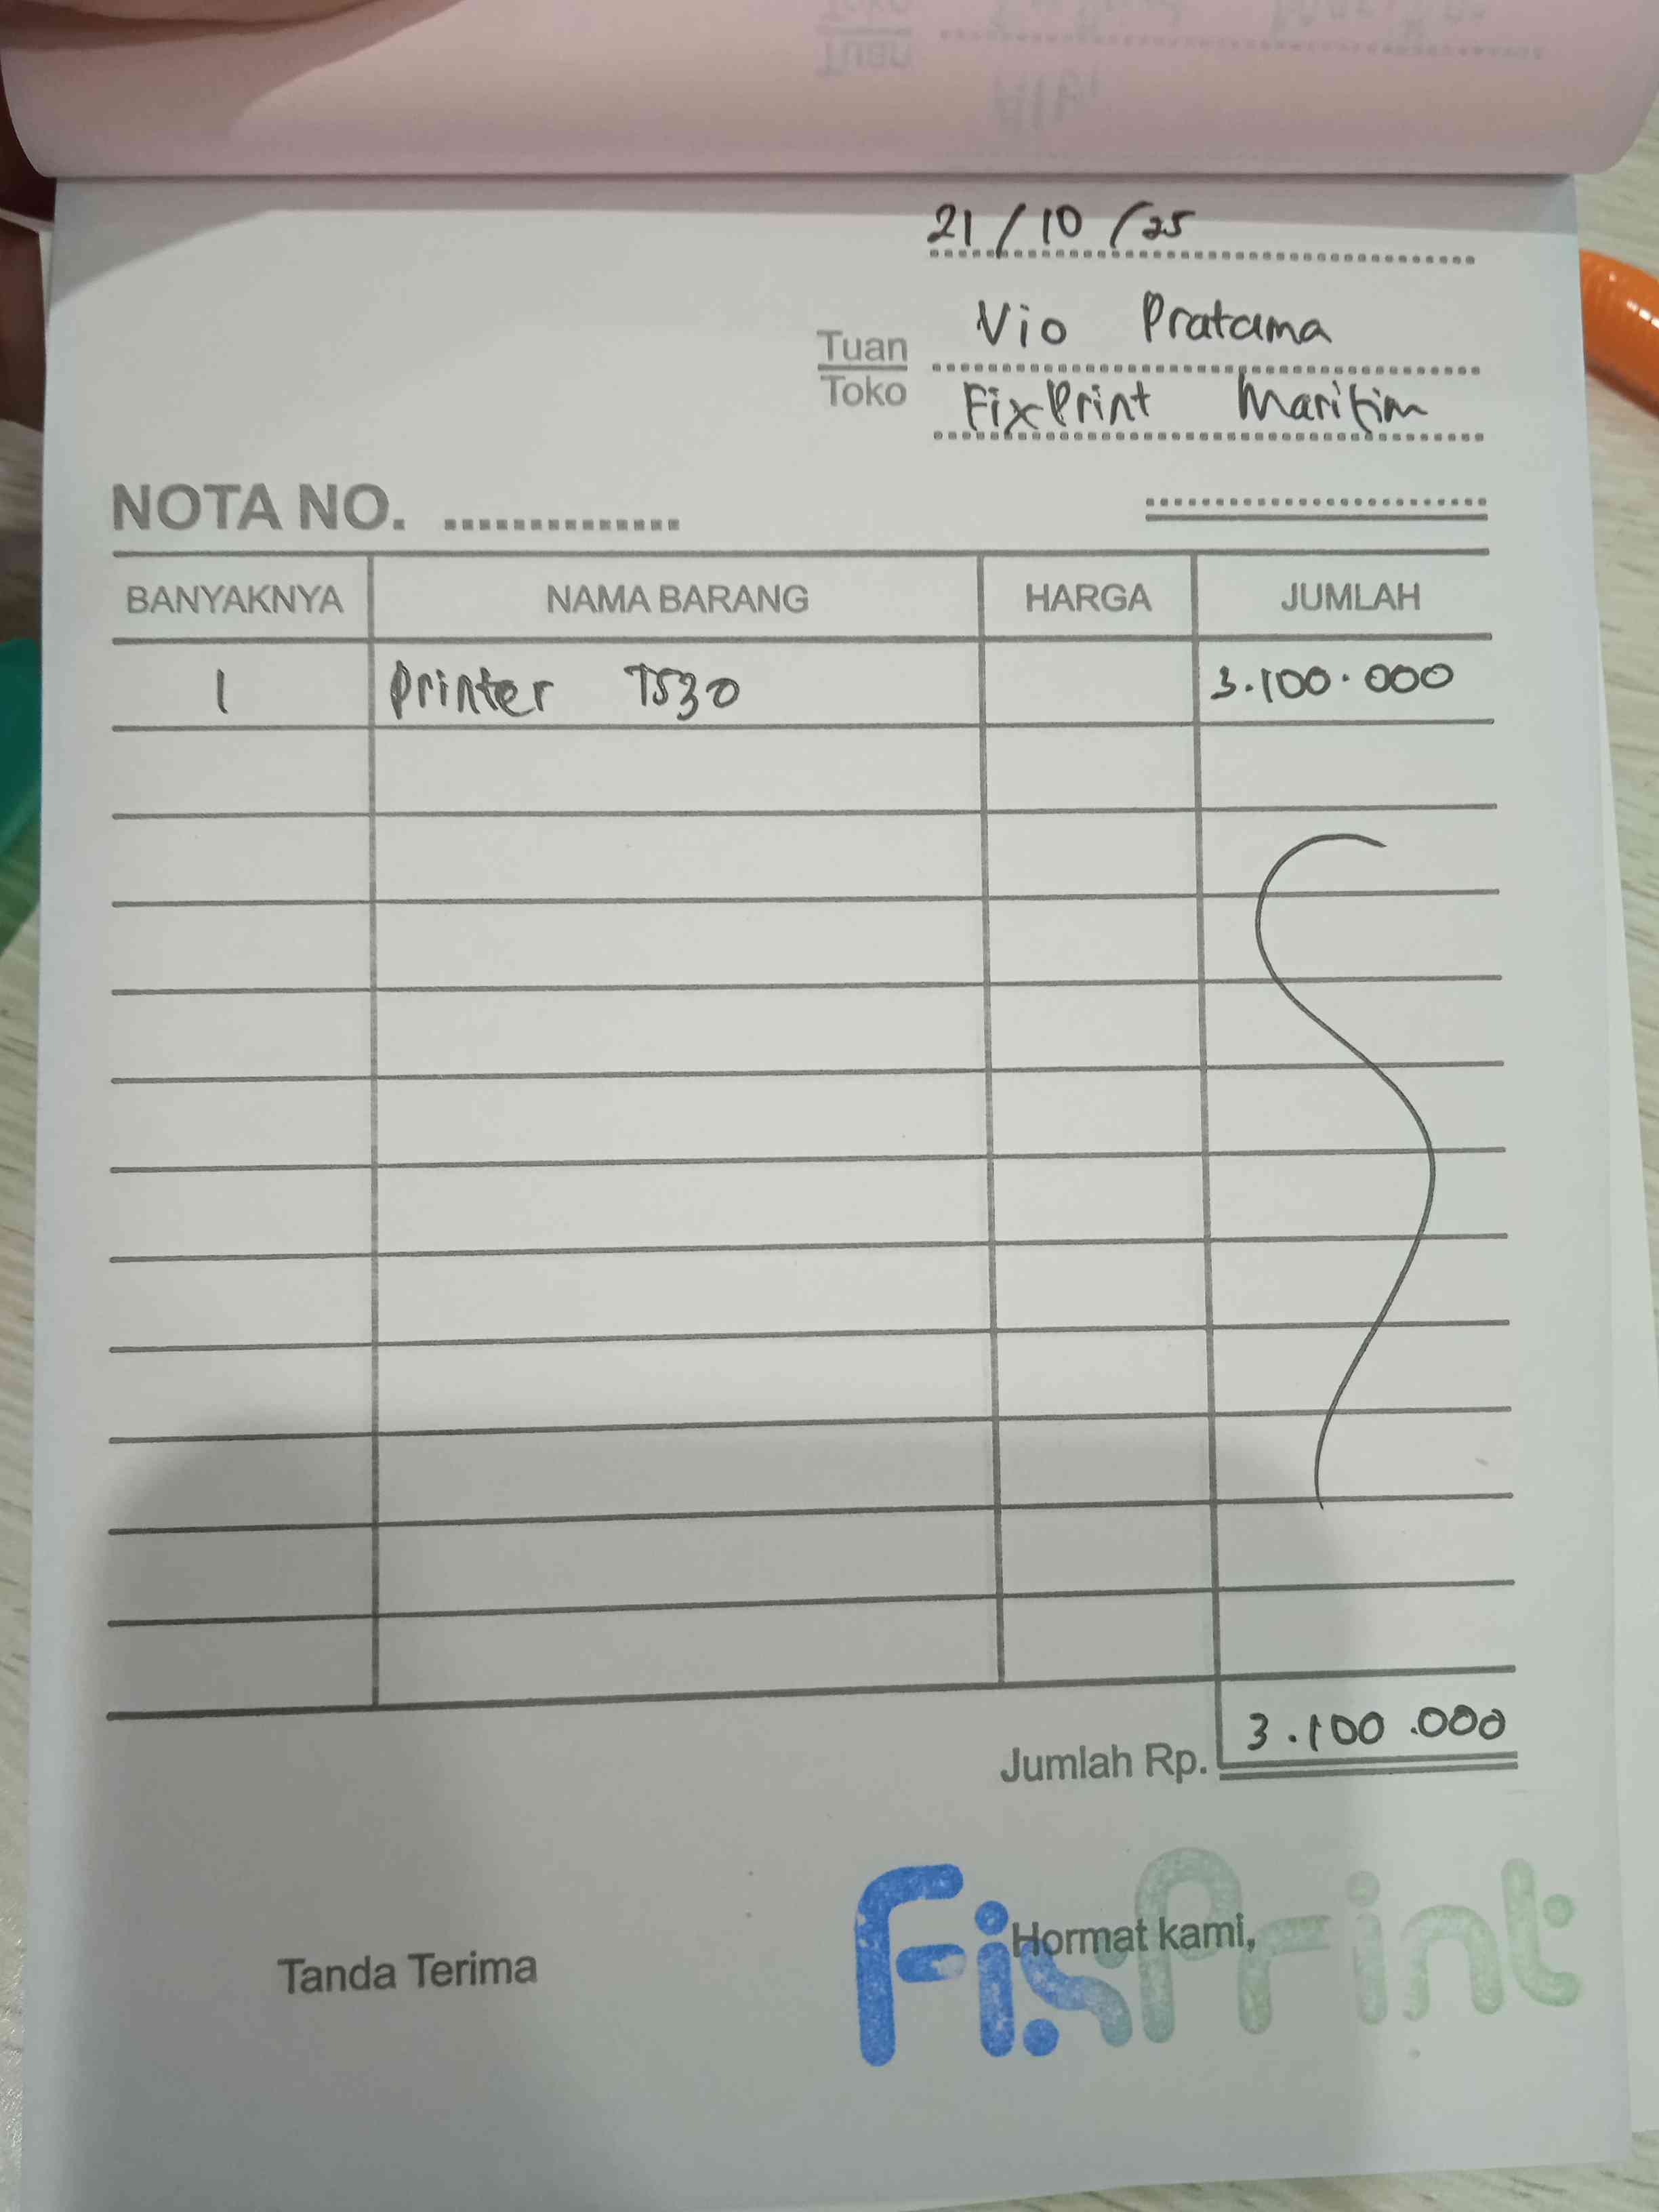 21/10/25
Tuan
Toko
Vio Pratama
FixPrint Maritim
NOTA NO. ...............
BANYAKNYA NAMA BARANG HARGA JUMLAH
1 Printer T530 3.100.000
Jumlah Rp. 3.100.000
Tanda Terima
Hormat kami,
FixPrint